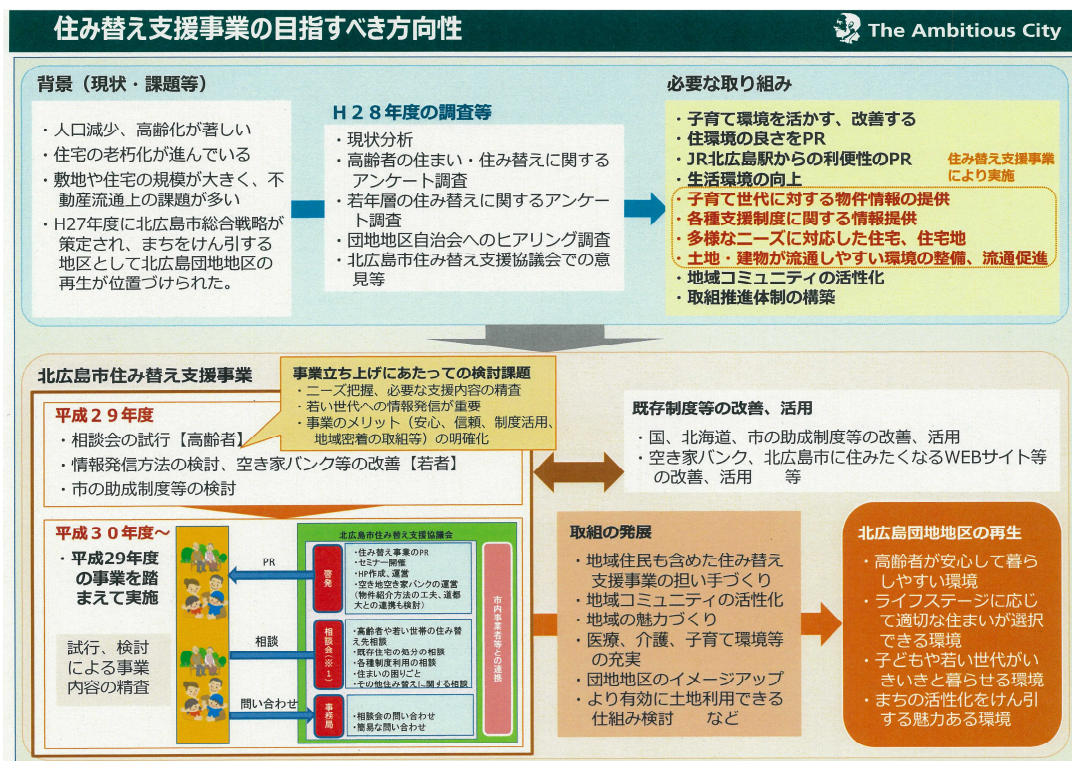 住み替え支援事業の目指すべき方向性
The Ambitious City
背景（現状・課題等）
・人口減少、高齢化が著しい
・住宅の老朽化が進んでいる
・敷地や住宅の規模が大きく、不
動産流通上の課題が多い
・H27年度に北広島市総合戦略が
策定され、まちをけん引する
地区として北広島団地地区の
再生が位置づけられた。
H２８年度の調査等
・現状分析
・高齢者の住まい・住み替えに関する
アンケート調査
・若年層の住み替えに関するアンケー
ト調査
・団地地区自治会へのヒアリング調査
・北広島市住み替え支援協議会での意
見等
必要な取り組み
・子育て環境を活かす、改善する
・住環境の良さをPR
・JR北広島駅からの利便性のPR
・生活環境の向上
住み替え支援事業
により実施
・子育て世代に対する物件情報の提供
・各種支援制度に関する情報提供
・多様なニーズに対応した住宅、住宅地
・土地・建物が流通しやすい環境の整備、流通促進
・地域コミュニティの活性化
・取組推進体制の構築
北広島市住み替え支援事業
事業立ち上げにあたっての検討課題
・ニーズ把握、必要な支援内容の精査
・若い世代への情報発信が重要
・事業のメリット（安心、信頼、制度活用、
地域密着の取組等）の明確化
平成２９年度
・相談会の試行【高齢者】
・情報発信方法の検討、空き家バンク等の改善【若者】
・市の助成制度等の検討
既存制度等の改善、活用
・国、北海道、市の助成制度等の改善、活用
・空き家バンク、北広島市に住みたくなるWEBサイト等
の改善、活用　等
平成３０年度～
・平成29年度
の事業を踏
まえて実施
試行、検討
による事業
内容の精査
PR
相談
問い合わせ
北広島市住み替え支援協議会
啓発
・住み替え事業のPR
・セミナー開催
・HP作成、運営
・空き地空き家バンクの運営
（物件紹介方法の工夫、道都
大との連携も検討）
相談会（※１）
・高齢者や若い世帯の住み替
え先相談
・既存住宅の処分の相談
・各種制度利用の相談
・住まいの困りごと
・その他住み替えに関する相談
事務局
・相談会の問い合わせ
・簡易な問い合わせ
市内事業者等との連携
取組の発展
・地域住民も含めた住み替え
支援事業の担い手づくり
・地域コミュニティの活性化
・地域の魅力づくり
・医療、介護、子育て環境等
の充実
・団地地区のイメージアップ
・より有効に土地利用できる
仕組み検討　など
北広島団地地区の再生
・高齢者が安心して暮ら
しやすい環境
・ライフステージに応じ
て適切な住まいが選択
できる環境
・子どもや若い世代がい
きいきと暮らせる環境
・まちの活性化をけん引
する魅力ある環境